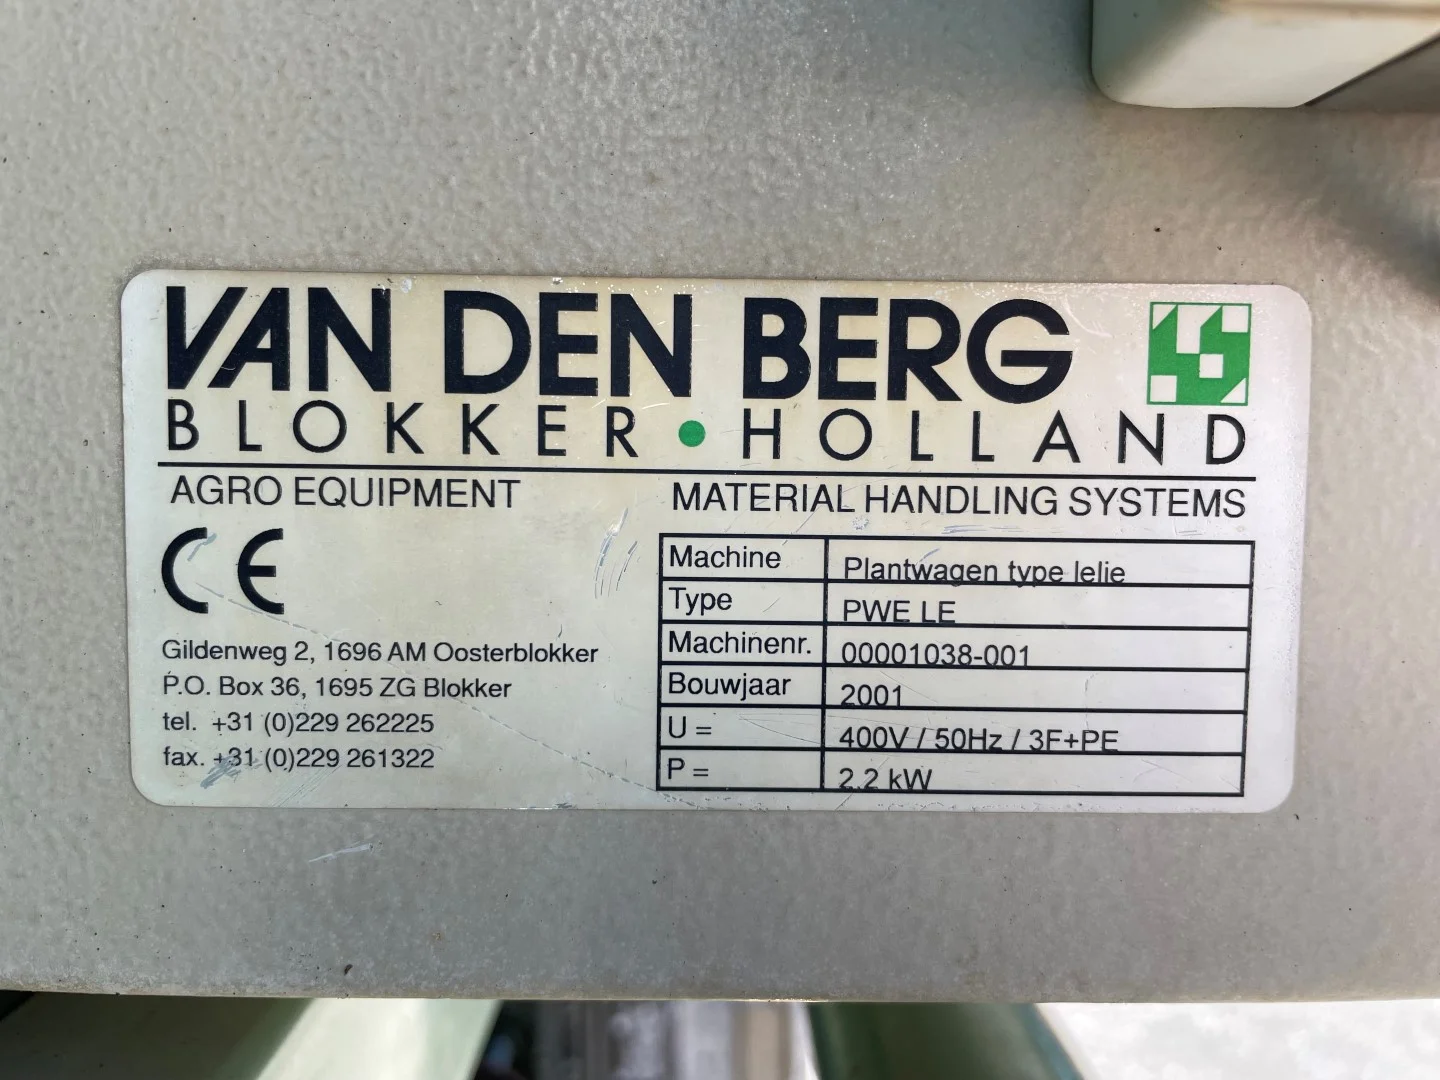 VAN DEN BERG
BLOKKER • HOLLAND
AGRO EQUIPMENT
MATERIAL HANDLING SYSTEMS
CE
Gildenweg 2, 1696 AM Oosterblokker
P.O. Box 36, 1695 ZG Blokker
tel. +31 (0)229 262225
fax. +31 (0)229 261322
Machine Plantwagen type lelie
Type PWE LE
Machinenr. 00001038-001
Bouwjaar 2001
U = 400V / 50Hz / 3F+PE
P = 2.2 kW